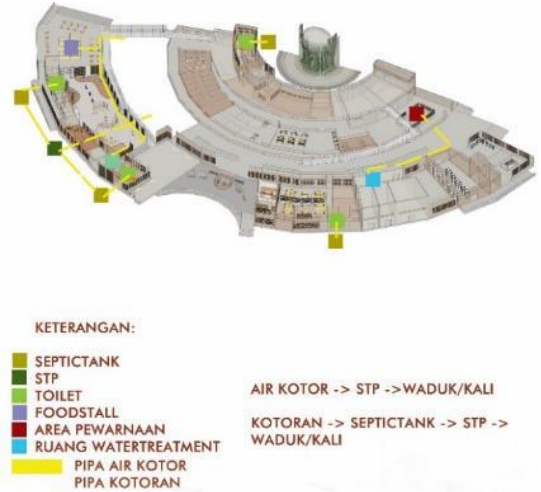 KETERANGAN:
SEPTICTANK
STP
TOILET
FOODSTALL
AREA PEWARNAAN
RUANG WATERTREATMENT
PIPA AIR KOTOR
PIPA KOTORAN
AIR KOTOR -> STP ->WADUK/KALI
KOTORAN -> SEPTICTANK -> STP ->
WADUK/KALI